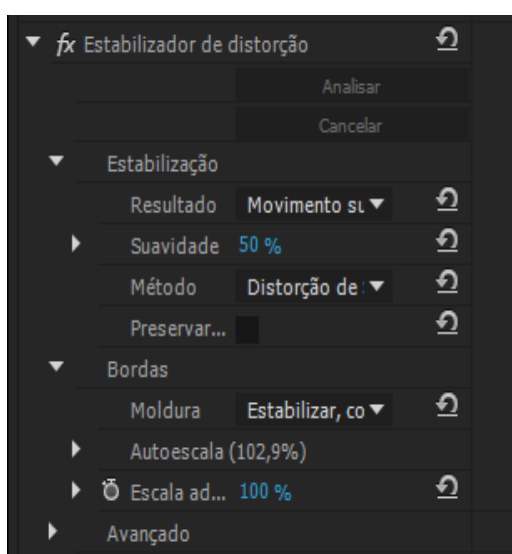 fx Estabilizador de distorção
Analisar
Cancelar
Estabilização
Resultado Movimento su
Suavidade 50 %
Método Distorção de
Preservar...
Bordas
Moldura Estabilizar, co
Autoescala (102,9%)
Escala ad... 100 %
Avançado